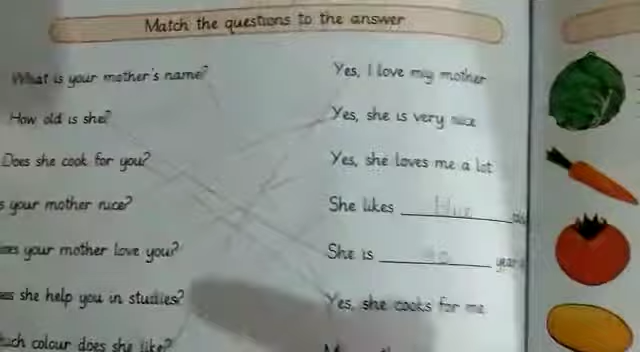 Match the questions to the answer
What is your mother's name?
Yes, I love my mother
How old is she?
Yes, she is very nice
Does she cook for you?
Yes, she loves me a lot
s your mother nice?
She likes ____________
your mother love you?
She is ____________ year
she help you in studies?
Yes, she cooks for me
colour does she like?